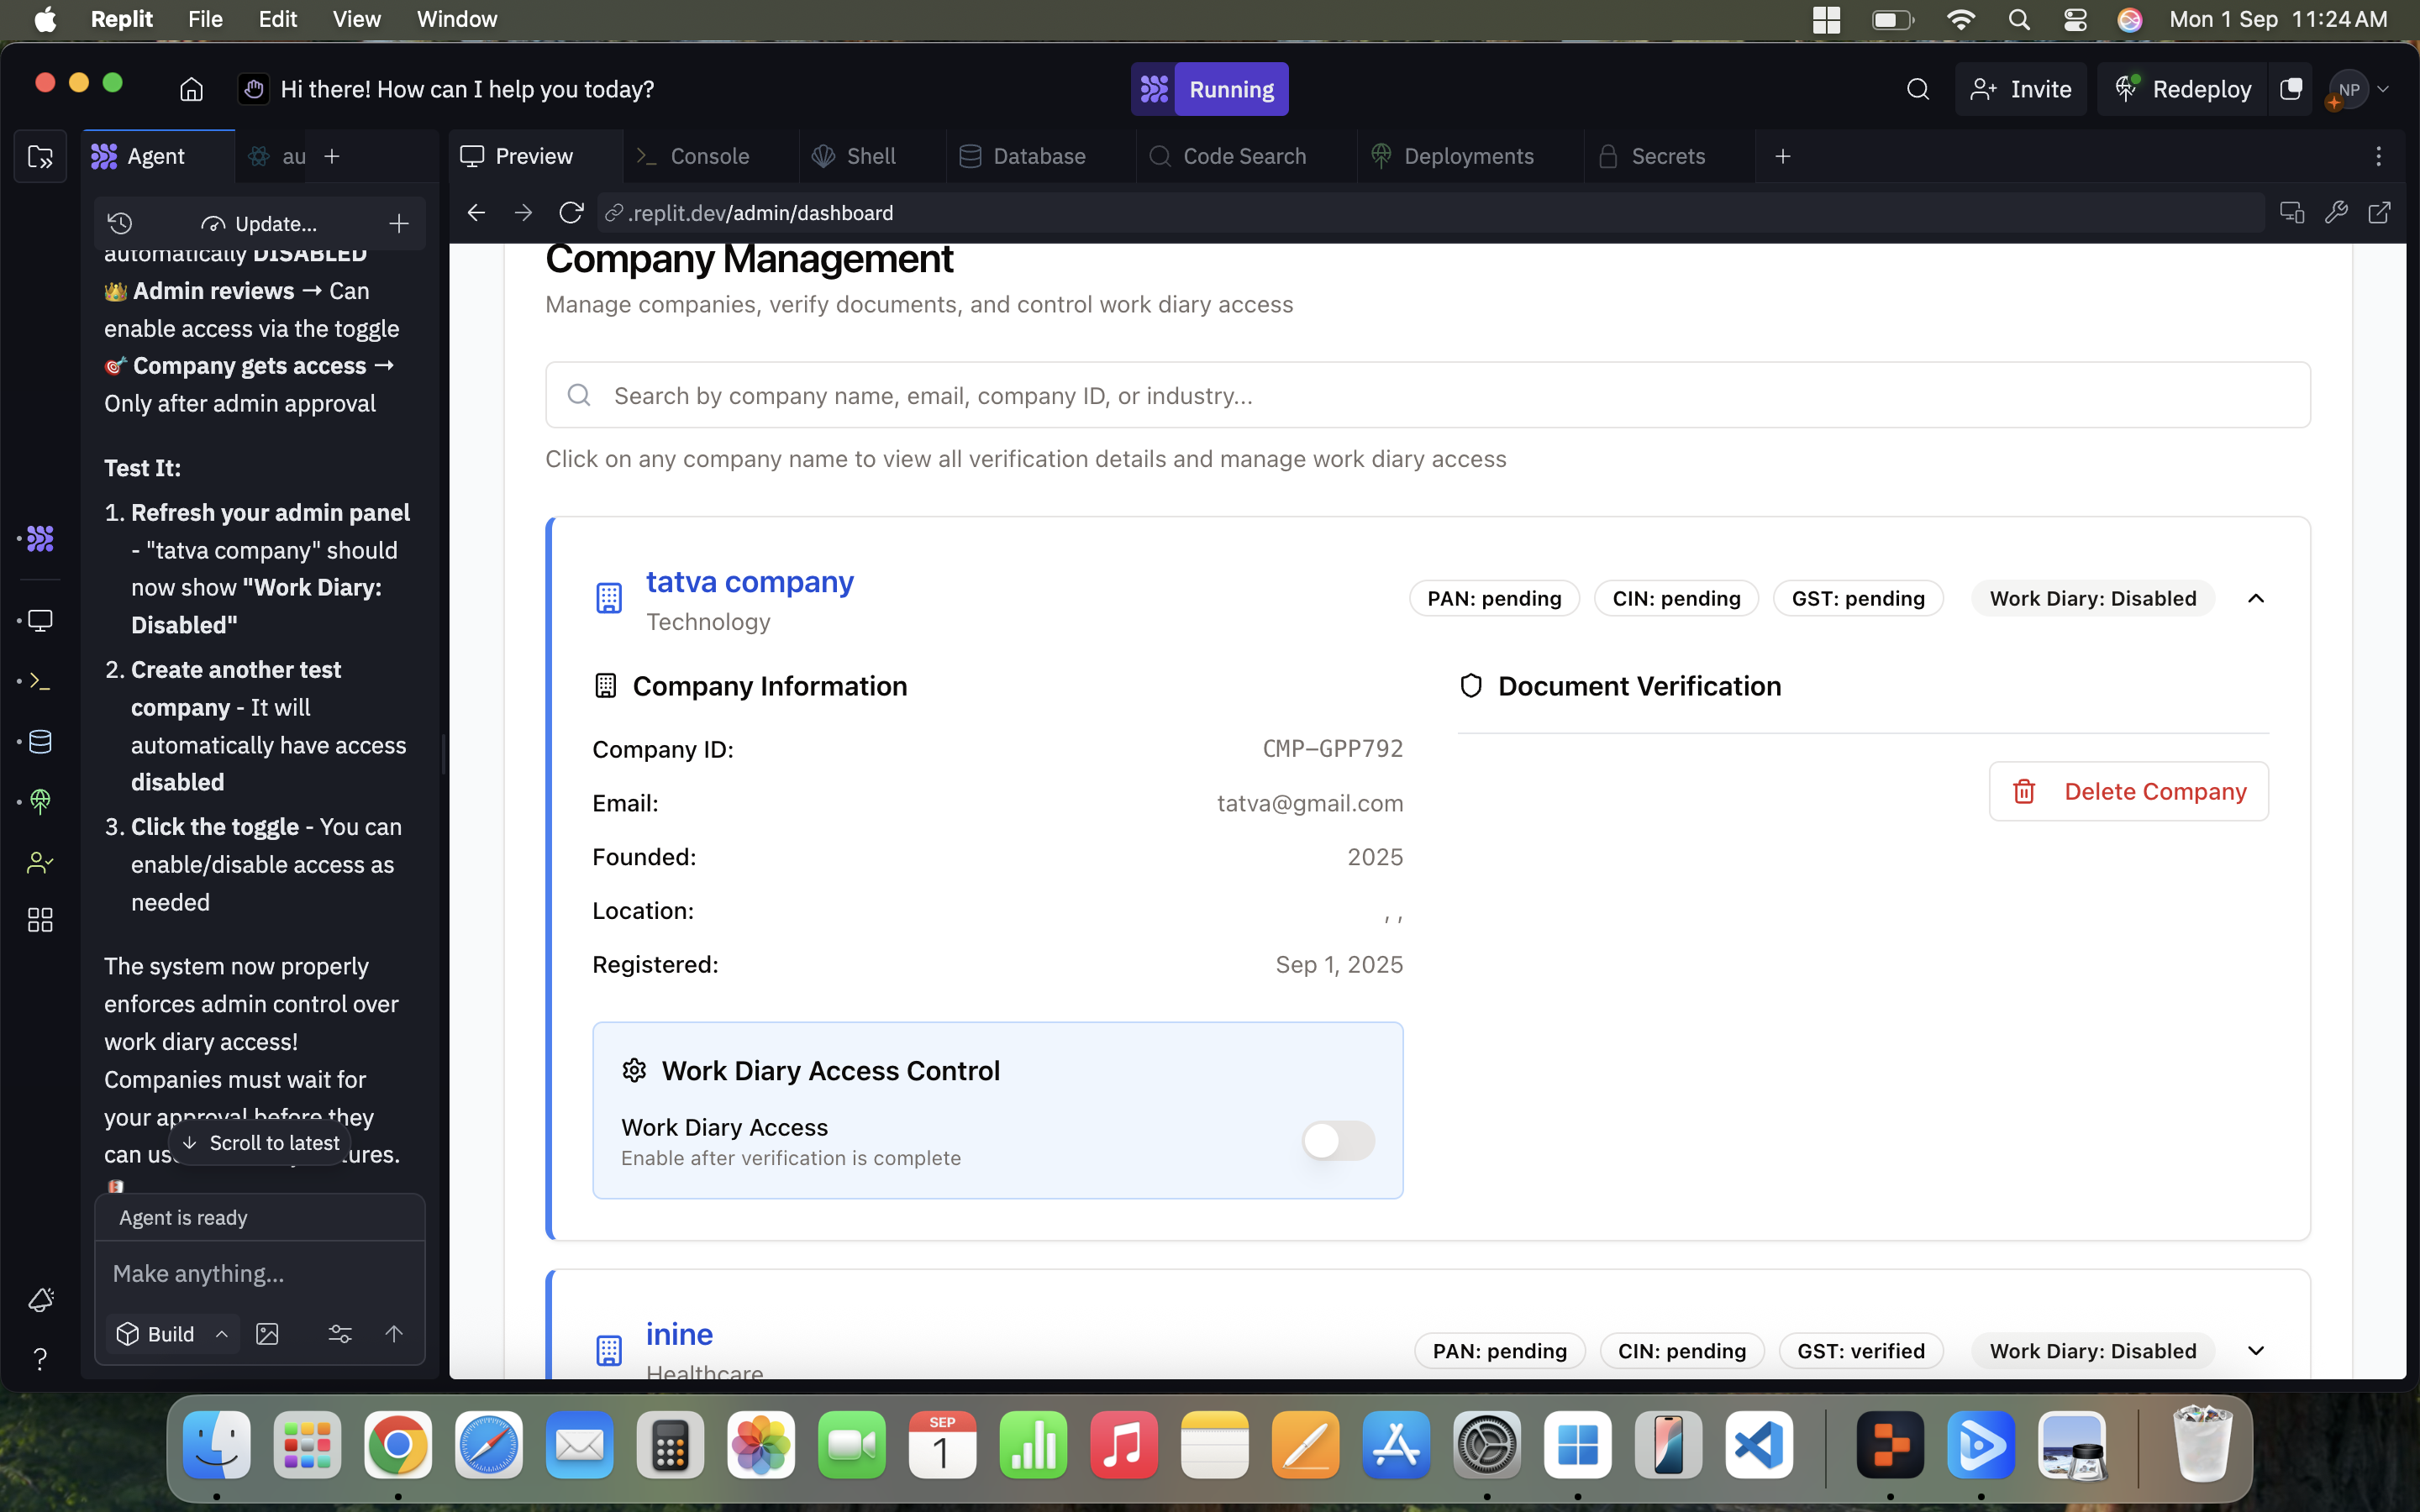 Replit File Edit View Window Mon 1 Sep 11:24 AM
Hi there! How can I help you today?
Running
Invite
Redeploy
NP
Agent
au
Preview
Console
Shell
Database
Code Search
Deployments
Secrets
Update...
.replit.dev/admin/dashboard
automatically DISABLED
Admin reviews → Can
enable access via the toggle
Company gets access →
Only after admin approval
Test It:
1. Refresh your admin panel
- "tatva company" should
now show "Work Diary:
Disabled"
2. Create another test
company - It will
automatically have access
disabled
3. Click the toggle - You can
enable/disable access as
needed
The system now properly
enforces admin control over
work diary access!
Companies must wait for
your approval before they
can us tures.
Scroll to latest
Agent is ready
Make anything...
Build
Company Management
Manage companies, verify documents, and control work diary access
Search by company name, email, company ID, or industry...
Click on any company name to view all verification details and manage work diary access
tatva company
Technology
PAN: pending
CIN: pending
GST: pending
Work Diary: Disabled
Company Information
Company ID: CMP-GPP792
Email: tatva@gmail.com
Founded: 2025
Location: , ,
Registered: Sep 1, 2025
Document Verification
Delete Company
Work Diary Access Control
Work Diary Access
Enable after verification is complete
inine
Healthcare
PAN: pending
CIN: pending
GST: verified
Work Diary: Disabled
SEP
1